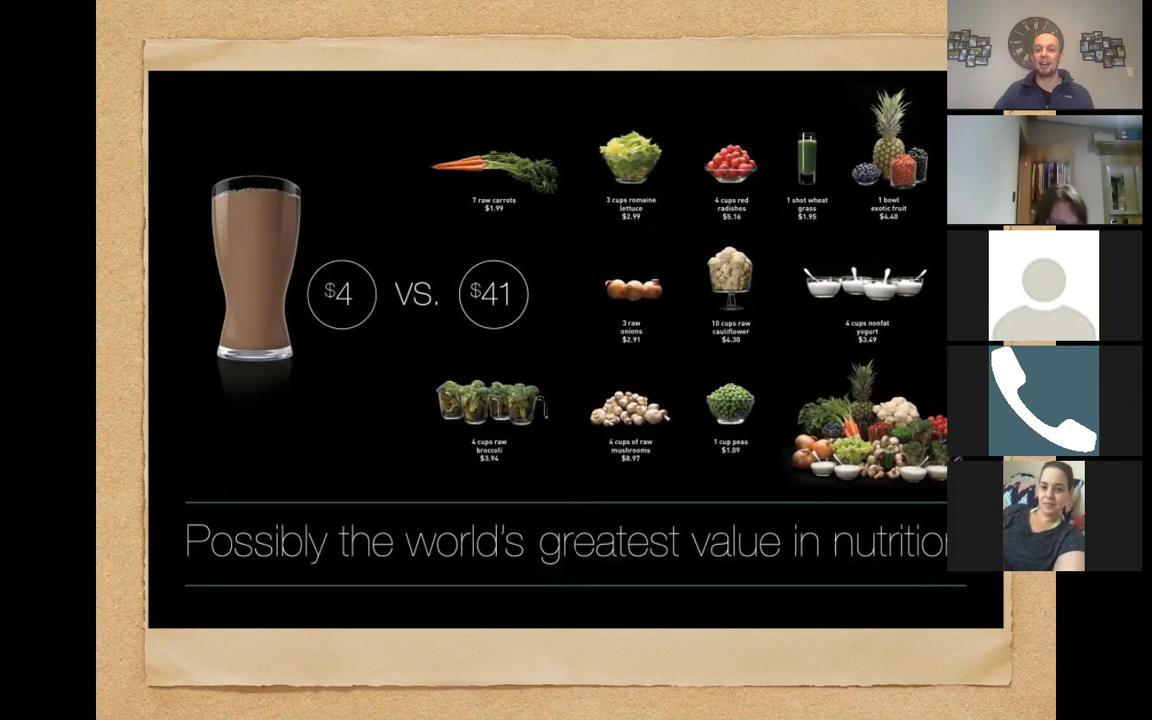 7 raw carrots
$1.99
3 cups romaine
lettuce
$2.99
4 cups red
radishes
$5.16
1 shot wheat
grass
$1.95
1 bowl
exotic fruit
$4.40
$4 VS. $41
3 raw
onions
$2.91
10 cups raw
cauliflower
$4.30
4 cups nonfat
yogurt
$3.49
4 cups raw
broccoli
$3.94
4 cups of raw
mushrooms
$8.97
1 cup peas
$1.09
Possibly the world's greatest value in nutrition